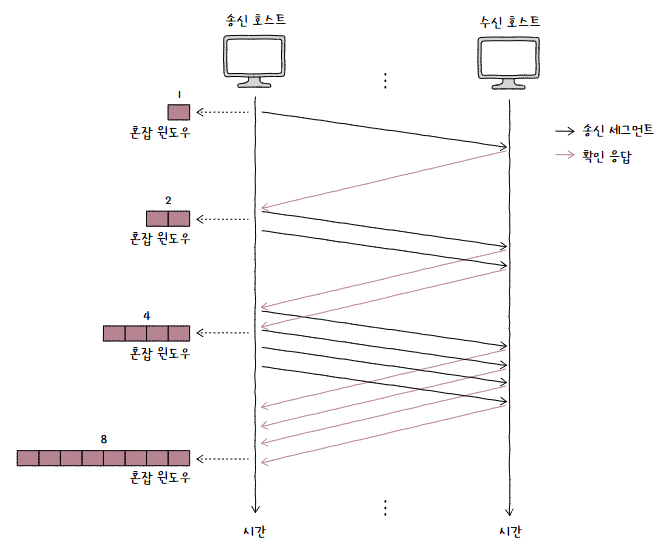 송신 호스트
수신 호스트
1
혼잡 윈도우
송신 세그먼트
확인 응답
2
혼잡 윈도우
4
혼잡 윈도우
8
혼잡 윈도우
시간
시간